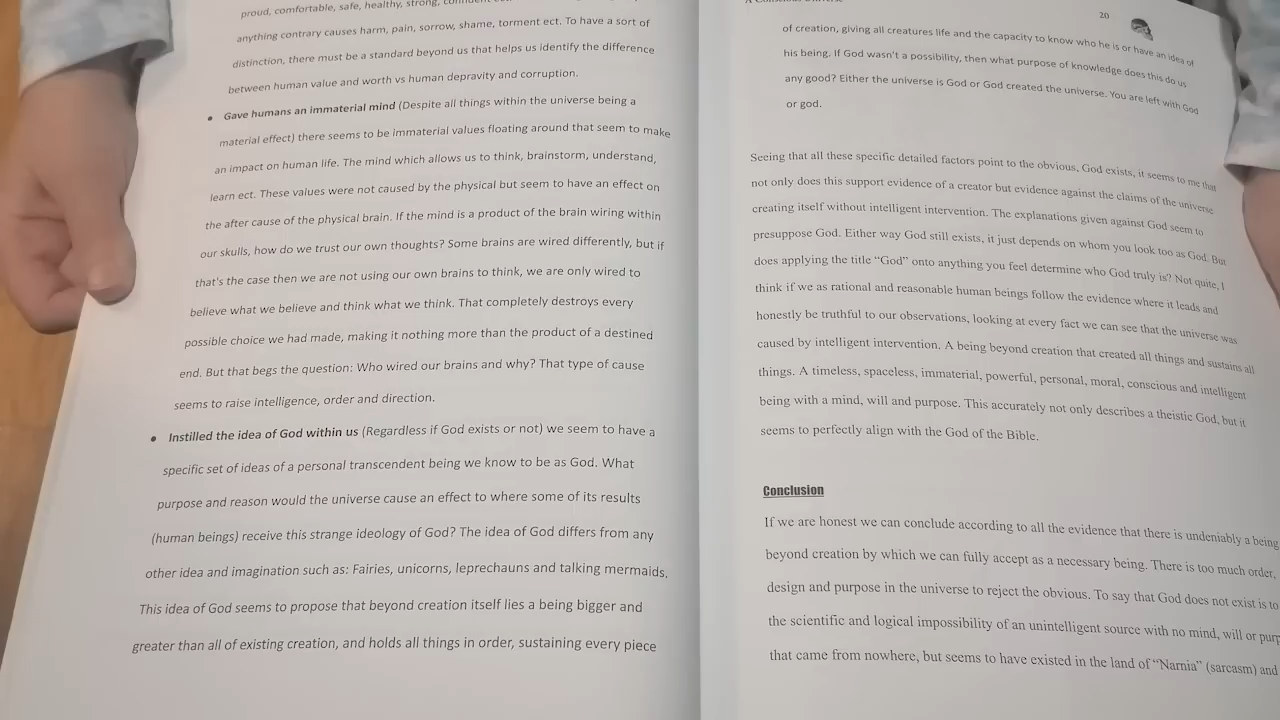 proud, comfortable, safe, healthy, strong,
anything contrary causes harm, pain, sorrow, shame, torment ect. To have a sort of
distinction, there must be a standard beyond us that helps us identify the difference
between human value and worth vs human depravity and corruption.
• Gave humans an immaterial mind (Despite all things within the universe being a
material effect) there seems to be immaterial values floating around that seem to make
an impact on human life. The mind which allows us to think, brainstorm, understand,
learn ect. These values were not caused by the physical but seem to have an effect on
the after cause of the physical brain. If the mind is a product of the brain wiring within
our skulls, how do we trust our own thoughts? Some brains are wired differently, but if
that's the case then we are not using our own brains to think, we are only wired to
believe what we believe and think what we think. That completely destroys every
possible choice we had made, making it nothing more than the product of a destined
end. But that begs the question: Who wired our brains and why? That type of cause
seems to raise intelligence, order and direction.
• Instilled the idea of God within us (Regardless if God exists or not) we seem to have a
specific set of ideas of a personal transcendent being we know to be as God. What
purpose and reason would the universe cause an effect to where some of its results
(human beings) receive this strange ideology of God? The idea of God differs from any
other idea and imagination such as: Fairies, unicorns, leprechauns and talking mermaids.
This idea of God seems to propose that beyond creation itself lies a being bigger and
greater than all of existing creation, and holds all things in order, sustaining every piece
20
of creation, giving all creatures life and the capacity to know who he is or have an idea of
his being. If God wasn't a possibility, then what purpose of knowledge does this do us
any good? Either the universe is God or God created the universe. You are left with God
or god.
Seeing that all these specific detailed factors point to the obvious, God exists, it seems to me that
not only does this support evidence of a creator but evidence against the claims of the universe
creating itself without intelligent intervention. The explanations given against God seem to
presuppose God. Either way God still exists, it just depends on whom you look too as God. But
does applying the title “God” onto anything you feel determine who God truly is? Not quite, I
think if we as rational and reasonable human beings follow the evidence where it leads and
honestly be truthful to our observations, looking at every fact we can see that the universe was
caused by intelligent intervention. A being beyond creation that created all things and sustains all
things. A timeless, spaceless, immaterial, powerful, personal, moral, conscious and intelligent
being with a mind, will and purpose. This accurately not only describes a theistic God, but it
seems to perfectly align with the God of the Bible.
Conclusion
If we are honest we can conclude according to all the evidence that there is undeniably a being
beyond creation by which we can fully accept as a necessary being. There is too much order,
design and purpose in the universe to reject the obvious. To say that God does not exist is to
the scientific and logical impossibility of an unintelligent source with no mind, will or purp
that came from nowhere, but seems to have existed in the land of “Narnia” (sarcasm) and